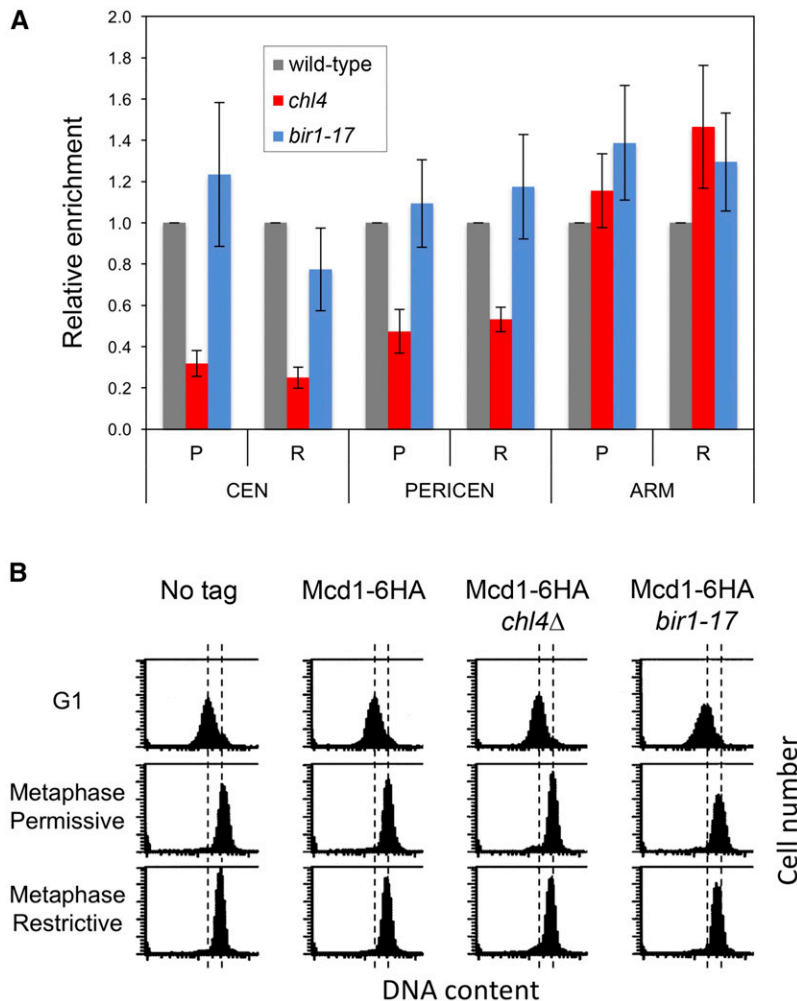 A
Relative enrichment
2.0
1.8
1.6
1.4
1.2
1.0
0.8
0.6
0.4
0.2
0.0
wild-type
chl4
bir1-17
P R P R P R
CEN PERICEN ARM
B
No tag Mcd1-6HA Mcd1-6HA Mcd1-6HA
chl4Δ bir1-17
G1
Metaphase
Permissive
Metaphase
Restrictive
Cell number
DNA content